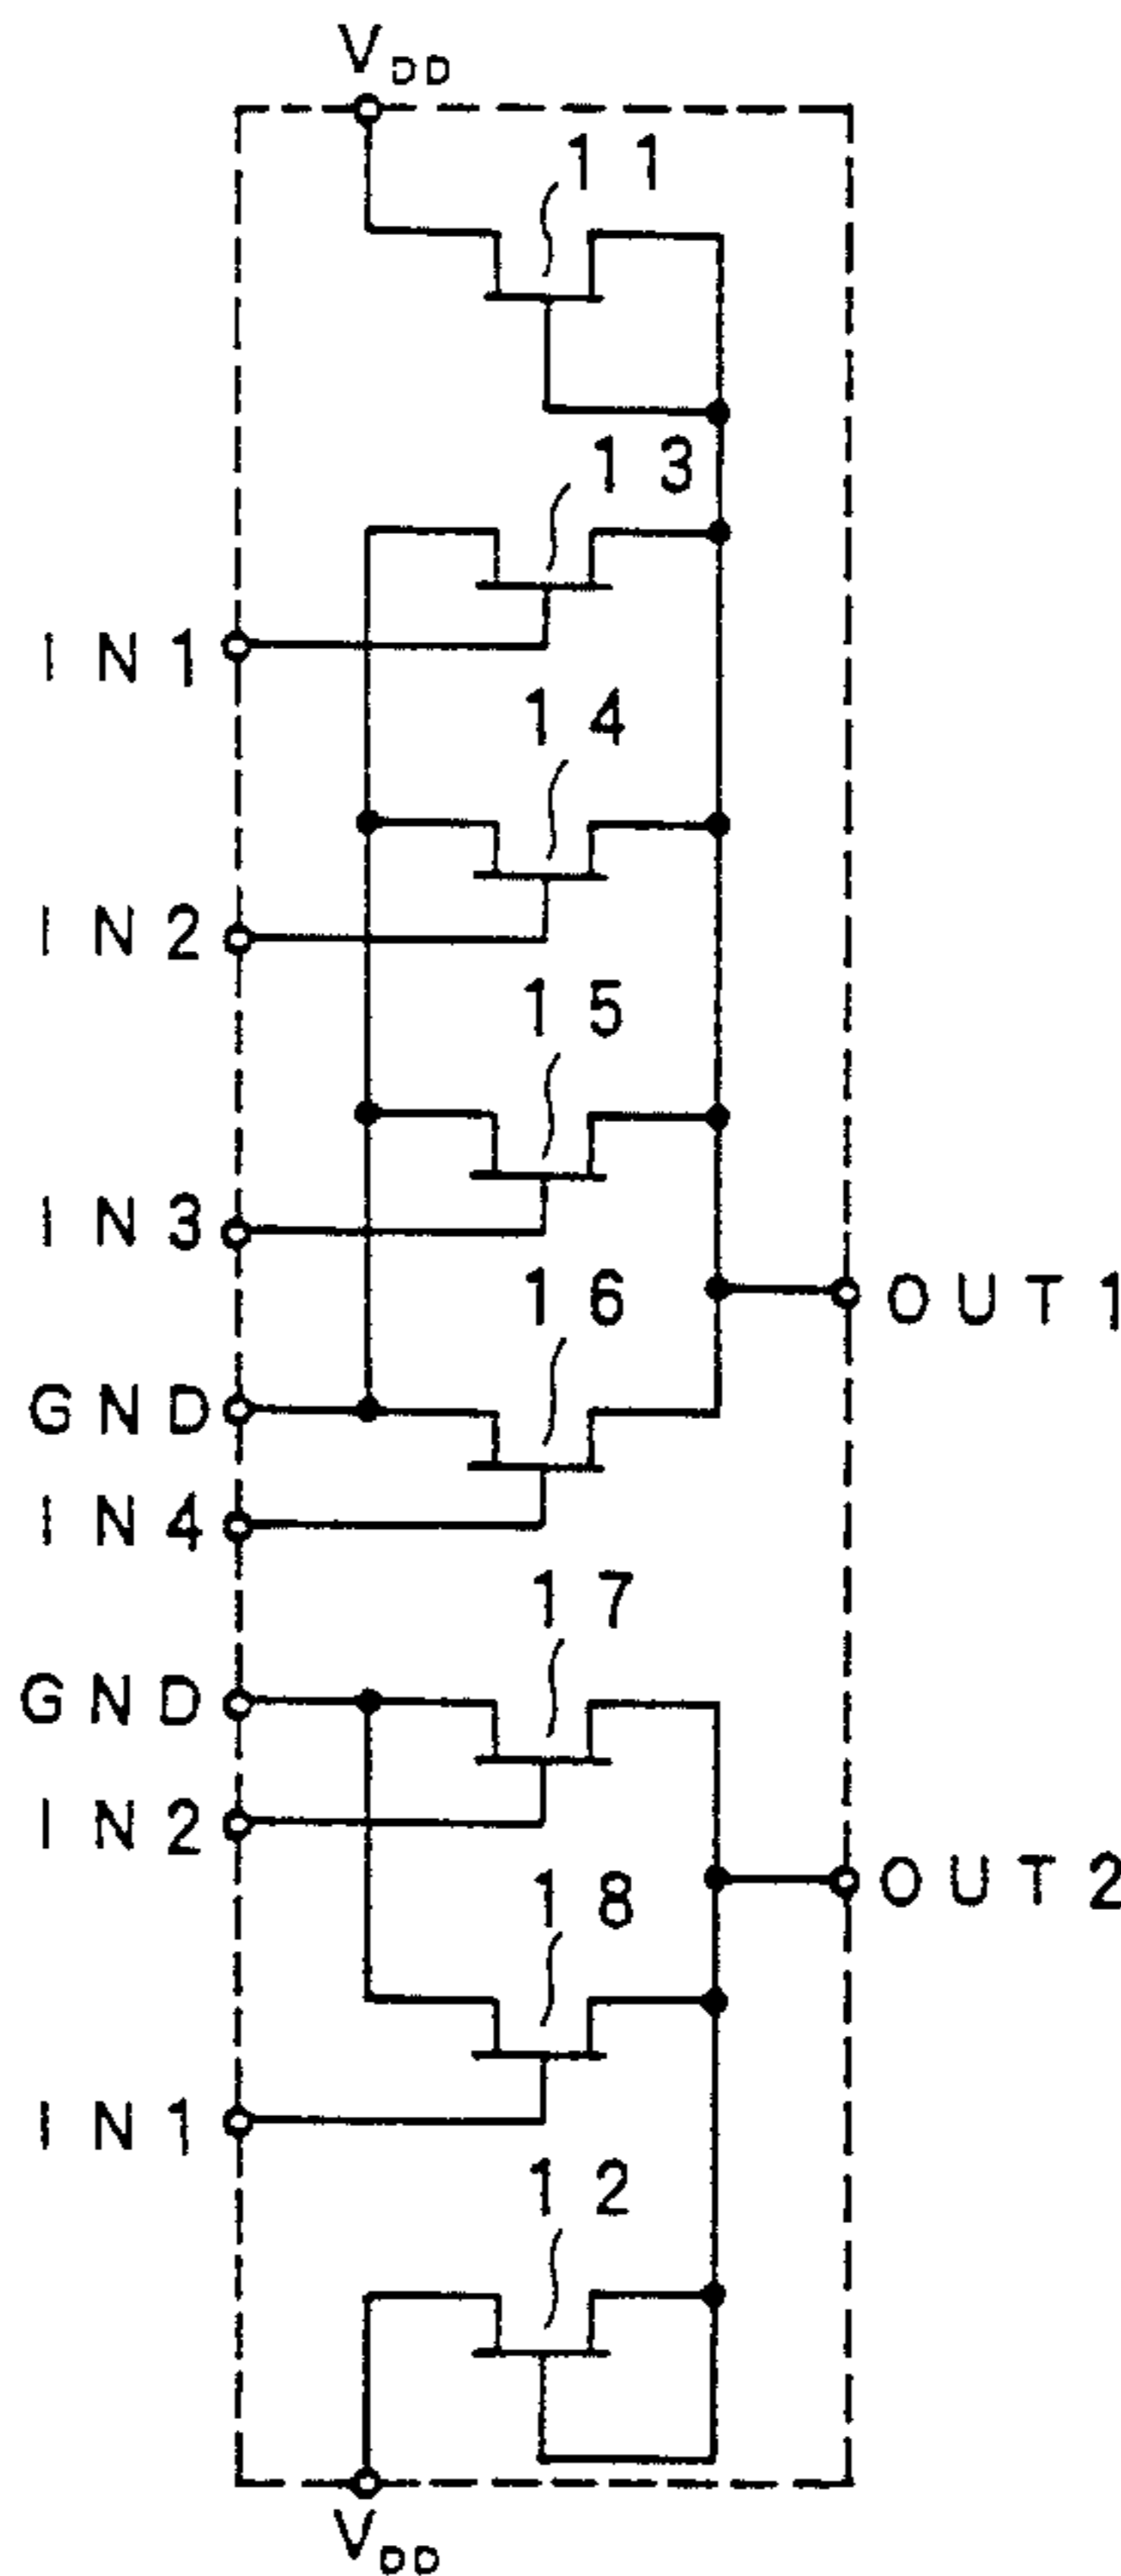 VDD
11
13
IN1
14
IN2
15
IN3
16
OUT1
GND
IN4
17
GND
IN2
18
OUT2
IN1
12
VDD